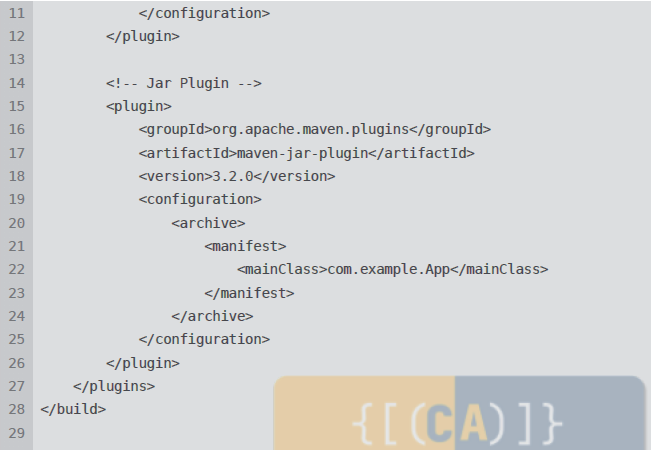 11             </configuration>
12         </plugin>
13
14         <!-- Jar Plugin -->
15         <plugin>
16             <groupId>org.apache.maven.plugins</groupId>
17             <artifactId>maven-jar-plugin</artifactId>
18             <version>3.2.0</version>
19             <configuration>
20                 <archive>
21                     <manifest>
22                         <mainClass>com.example.App</mainClass>
23                     </manifest>
24                 </archive>
25             </configuration>
26         </plugin>
27     </plugins>
28 </build>
{[(CA)]}
29